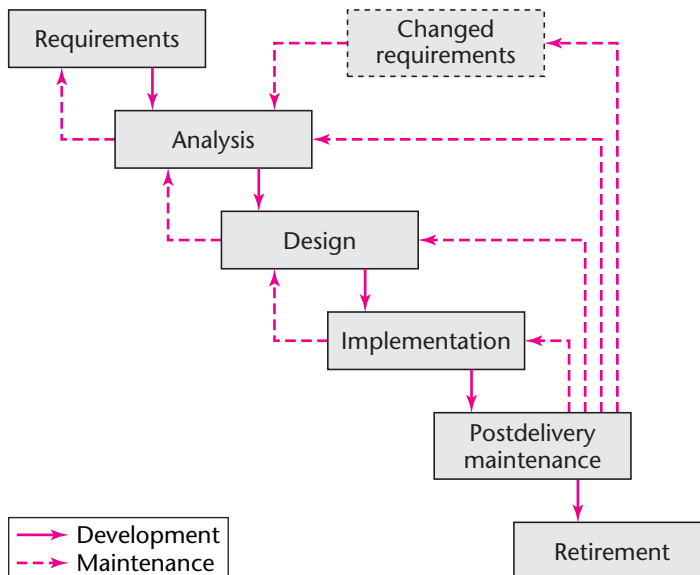 Requirements
Changed
requirements
Analysis
Design
Implementation
Postdelivery
maintenance
Retirement
Development
Maintenance